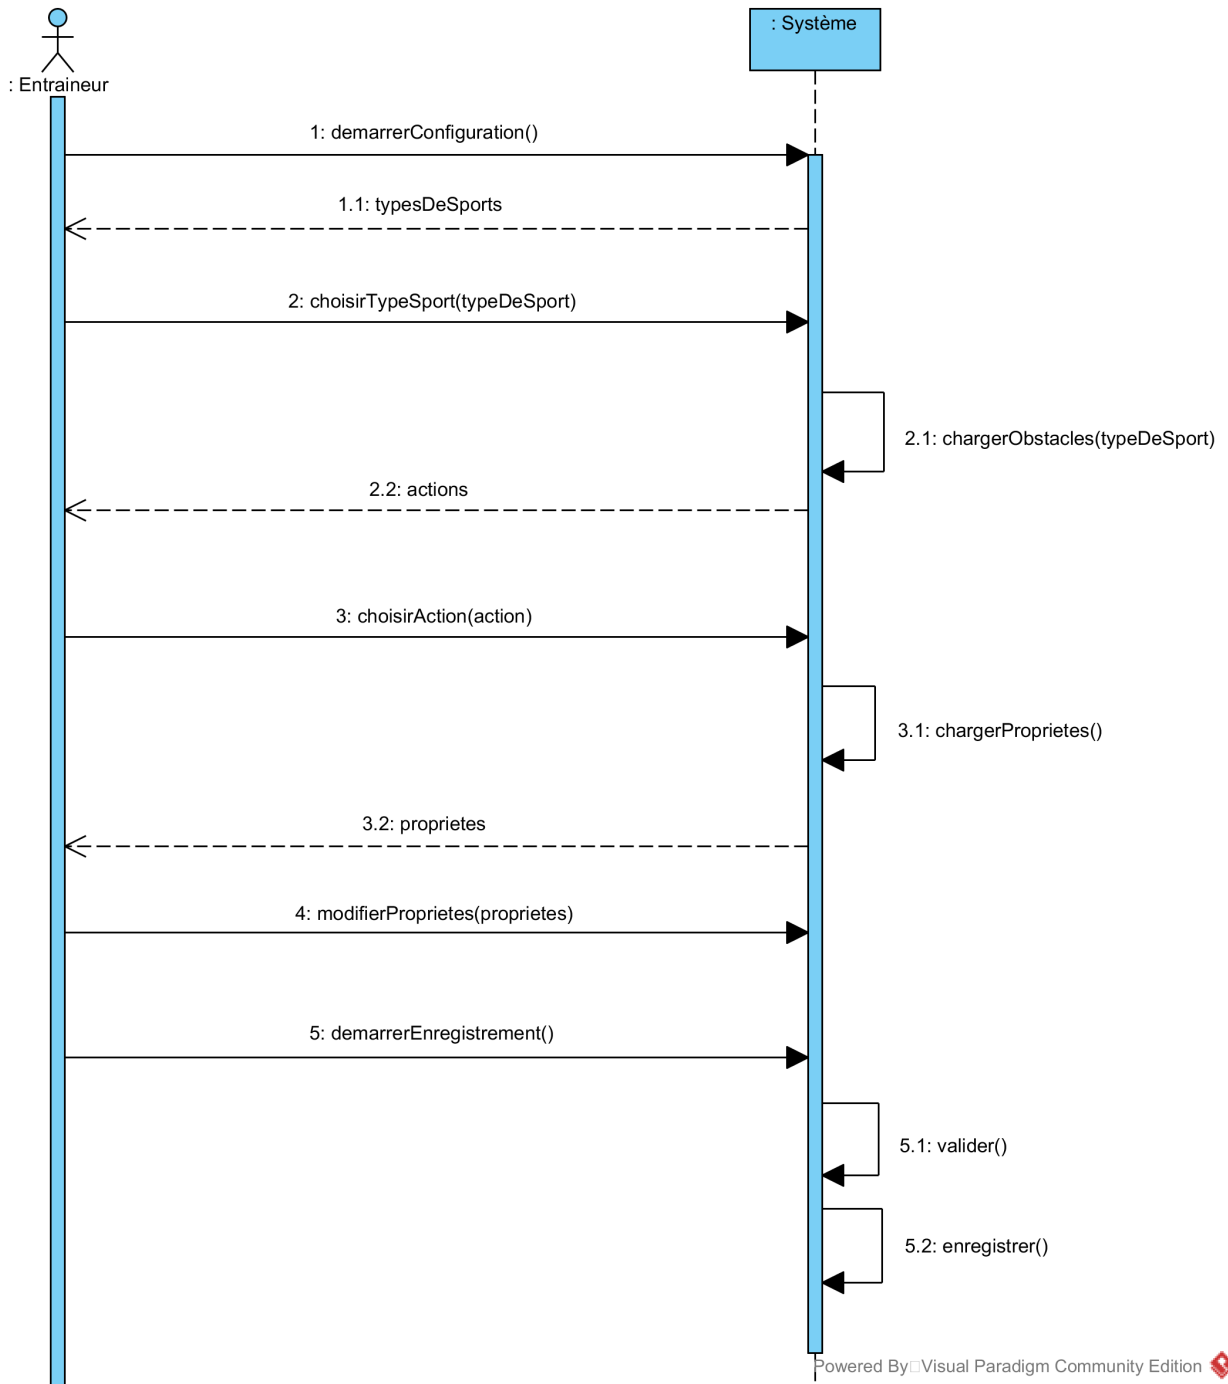 : Entraineur
: Système
1: demarrerConfiguration()
1.1: typesDeSports
2: choisirTypeSport(typeDeSport)
2.1: chargerObstacles(typeDeSport)
2.2: actions
3: choisirAction(action)
3.1: chargerProprietes()
3.2: proprietes
4: modifierProprietes(proprietes)
5: demarrerEnregistrement()
5.1: valider()
5.2: enregistrer()
Powered By Visual Paradigm Community Edition